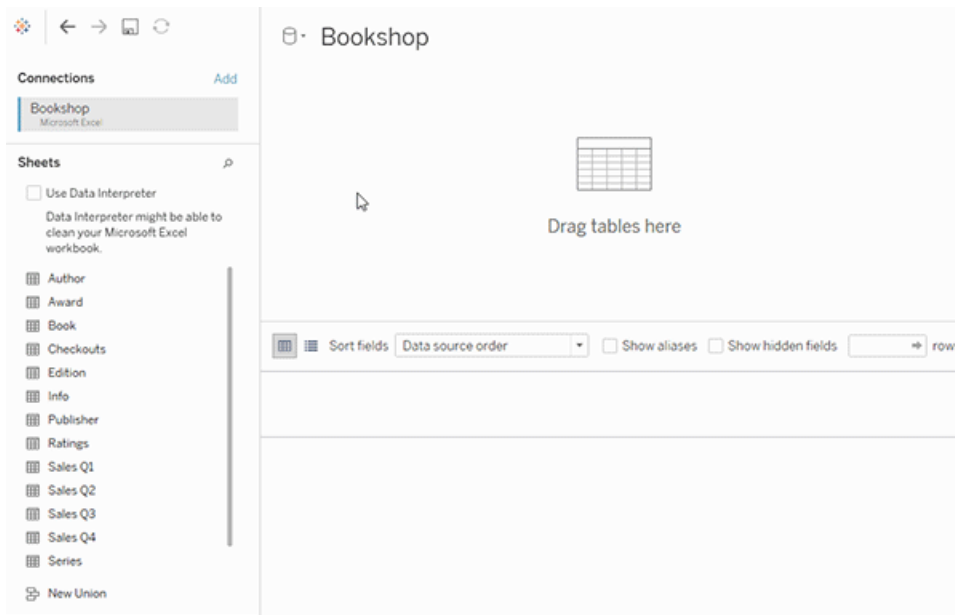 Bookshop
Connections Add
Bookshop
Microsoft Excel
Sheets
Use Data Interpreter
Data Interpreter might be able to
clean your Microsoft Excel
workbook.
Author
Award
Book
Checkouts
Edition
Info
Publisher
Ratings
Sales Q1
Sales Q2
Sales Q3
Sales Q4
Series
New Union
Drag tables here
Sort fields Data source order Show aliases Show hidden fields row